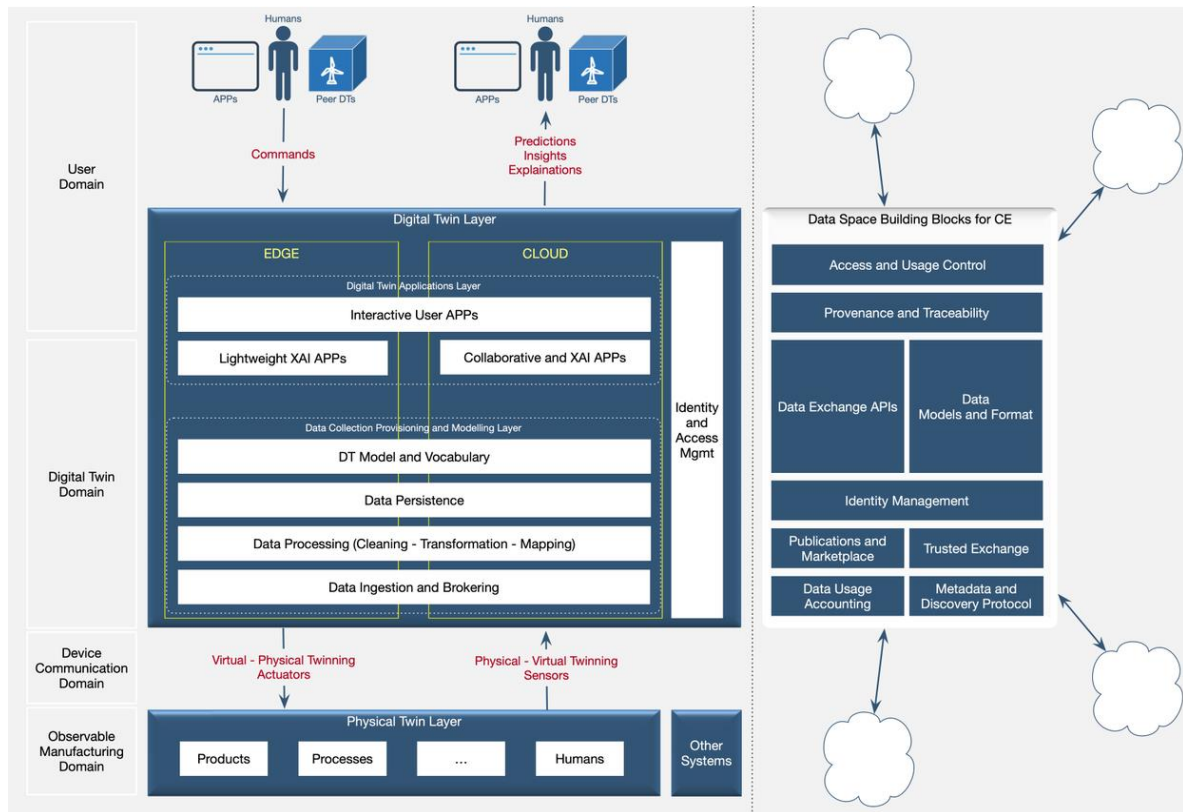 Humans
APPs
Peer DTs
Humans
APPs
Peer DTs
Commands
Predictions
Insights
Explainations
User
Domain
Digital Twin
Domain
Device
Communication
Domain
Observable
Manufacturing
Domain
Digital Twin Layer
EDGE
CLOUD
Digital Twin Applications Layer
Interactive User APPs
Lightweight XAI APPs
Collaborative and XAI APPs
Data Collection Provisioning and Modelling Layer
DT Model and Vocabulary
Data Persistence
Data Processing (Cleaning - Transformation - Mapping)
Data Ingestion and Brokering
Identity
and
Access
Mgmt
Virtual - Physical Twinning
Actuators
Physical - Virtual Twinning
Sensors
Physical Twin Layer
Products
Processes
...
Humans
Other
Systems
Data Space Building Blocks for CE
Access and Usage Control
Provenance and Traceability
Data Exchange APIs
Data
Models and Format
Identity Management
Publications and
Marketplace
Trusted Exchange
Data Usage
Accounting
Metadata and
Discovery Protocol